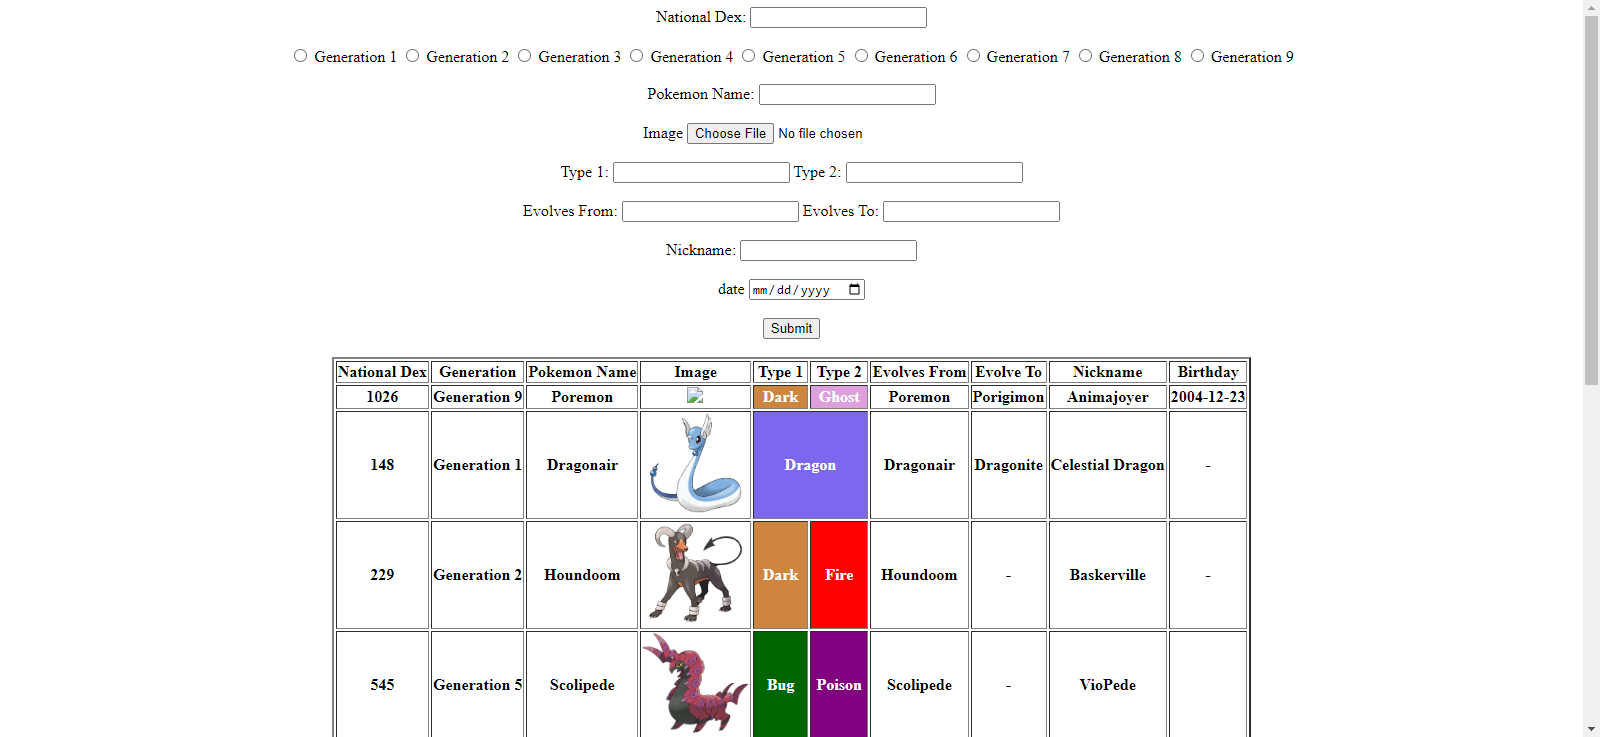 National Dex:
Generation 1 Generation 2 Generation 3 Generation 4 Generation 5 Generation 6 Generation 7 Generation 8 Generation 9
Pokemon Name:
Image Choose File No file chosen
Type 1: Type 2:
Evolves From: Evolves To:
Nickname:
date mm/dd/yyyy
Submit
National Dex Generation Pokemon Name Image Type 1 Type 2 Evolves From Evolve To Nickname Birthday
1026 Generation 9 Poremon Dark Ghost Poremon Porigimon Animajoyer 2004-12-23
148 Generation 1 Dragonair Dragon Dragonair Dragonite Celestial Dragon -
229 Generation 2 Houndoom Dark Fire Houndoom - Baskerville -
545 Generation 5 Scolipede Bug Poison Scolipede - VioPede